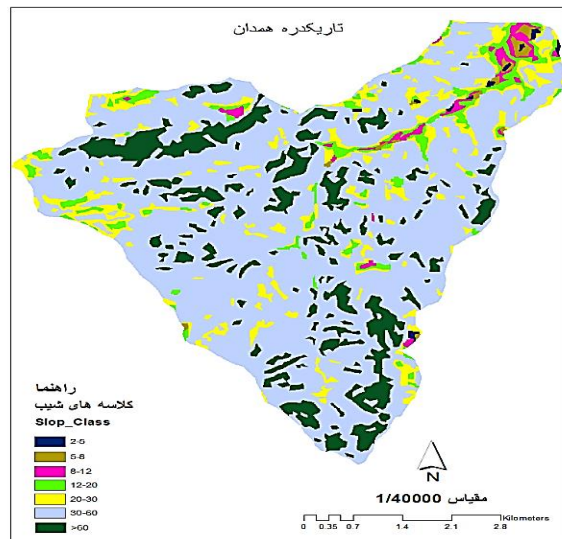 تاریکدره همدان
راهنما
کلاسه های شیب
Slop_Class
2-5
5-8
8-12
12-20
20-30
30-60
>60
N
مقیاس 1/40000
Kilometers
0 0.35 0.7 1.4 2.1 2.8